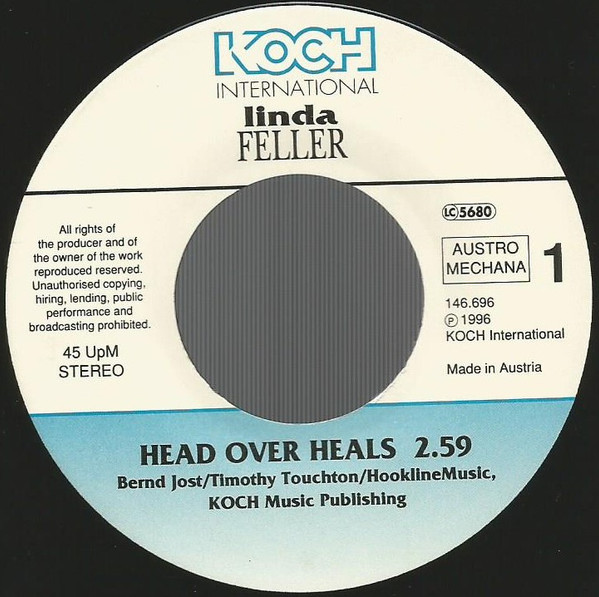 KOCH
INTERNATIONAL
linda
FELLER
All rights of
the producer and of
the owner of the work
reproduced reserved.
Unauthorised copying,
hiring, lending, public
performance and
broadcasting prohibited.
45 UpM
STEREO
LC 5680
AUSTRO
MECHANA
1
146.696
℗ 1996
KOCH International
Made in Austria
HEAD OVER HEALS 2.59
Bernd Jost/Timothy Touchton/HooklineMusic,
KOCH Music Publishing